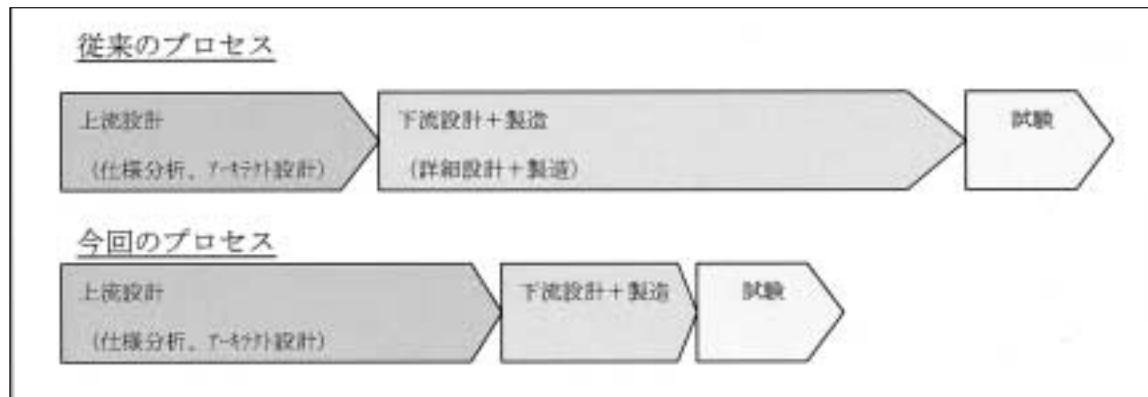 従来のプロセス
上流設計
(仕様分析、ｱｰｷﾃｸﾄ設計)
下流設計＋製造
(詳細設計＋製造)
試験
今回のプロセス
上流設計
(仕様分析、ｱｰｷﾃｸﾄ設計)
下流設計＋製造
試験